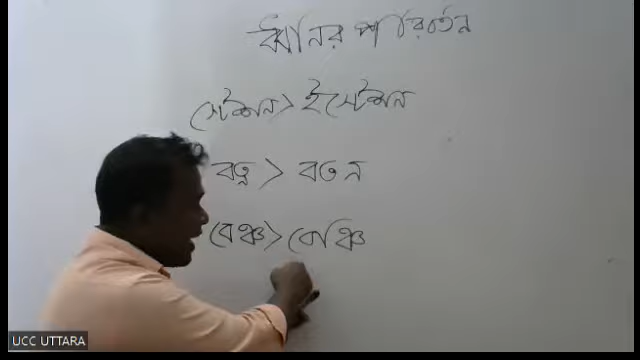 ধ্বনির পরিবর্তন
স্টেশন > ইস্টেশন
রত্ন > রতন
বেঞ্চ > বেঞ্চি
UCC UTTARA